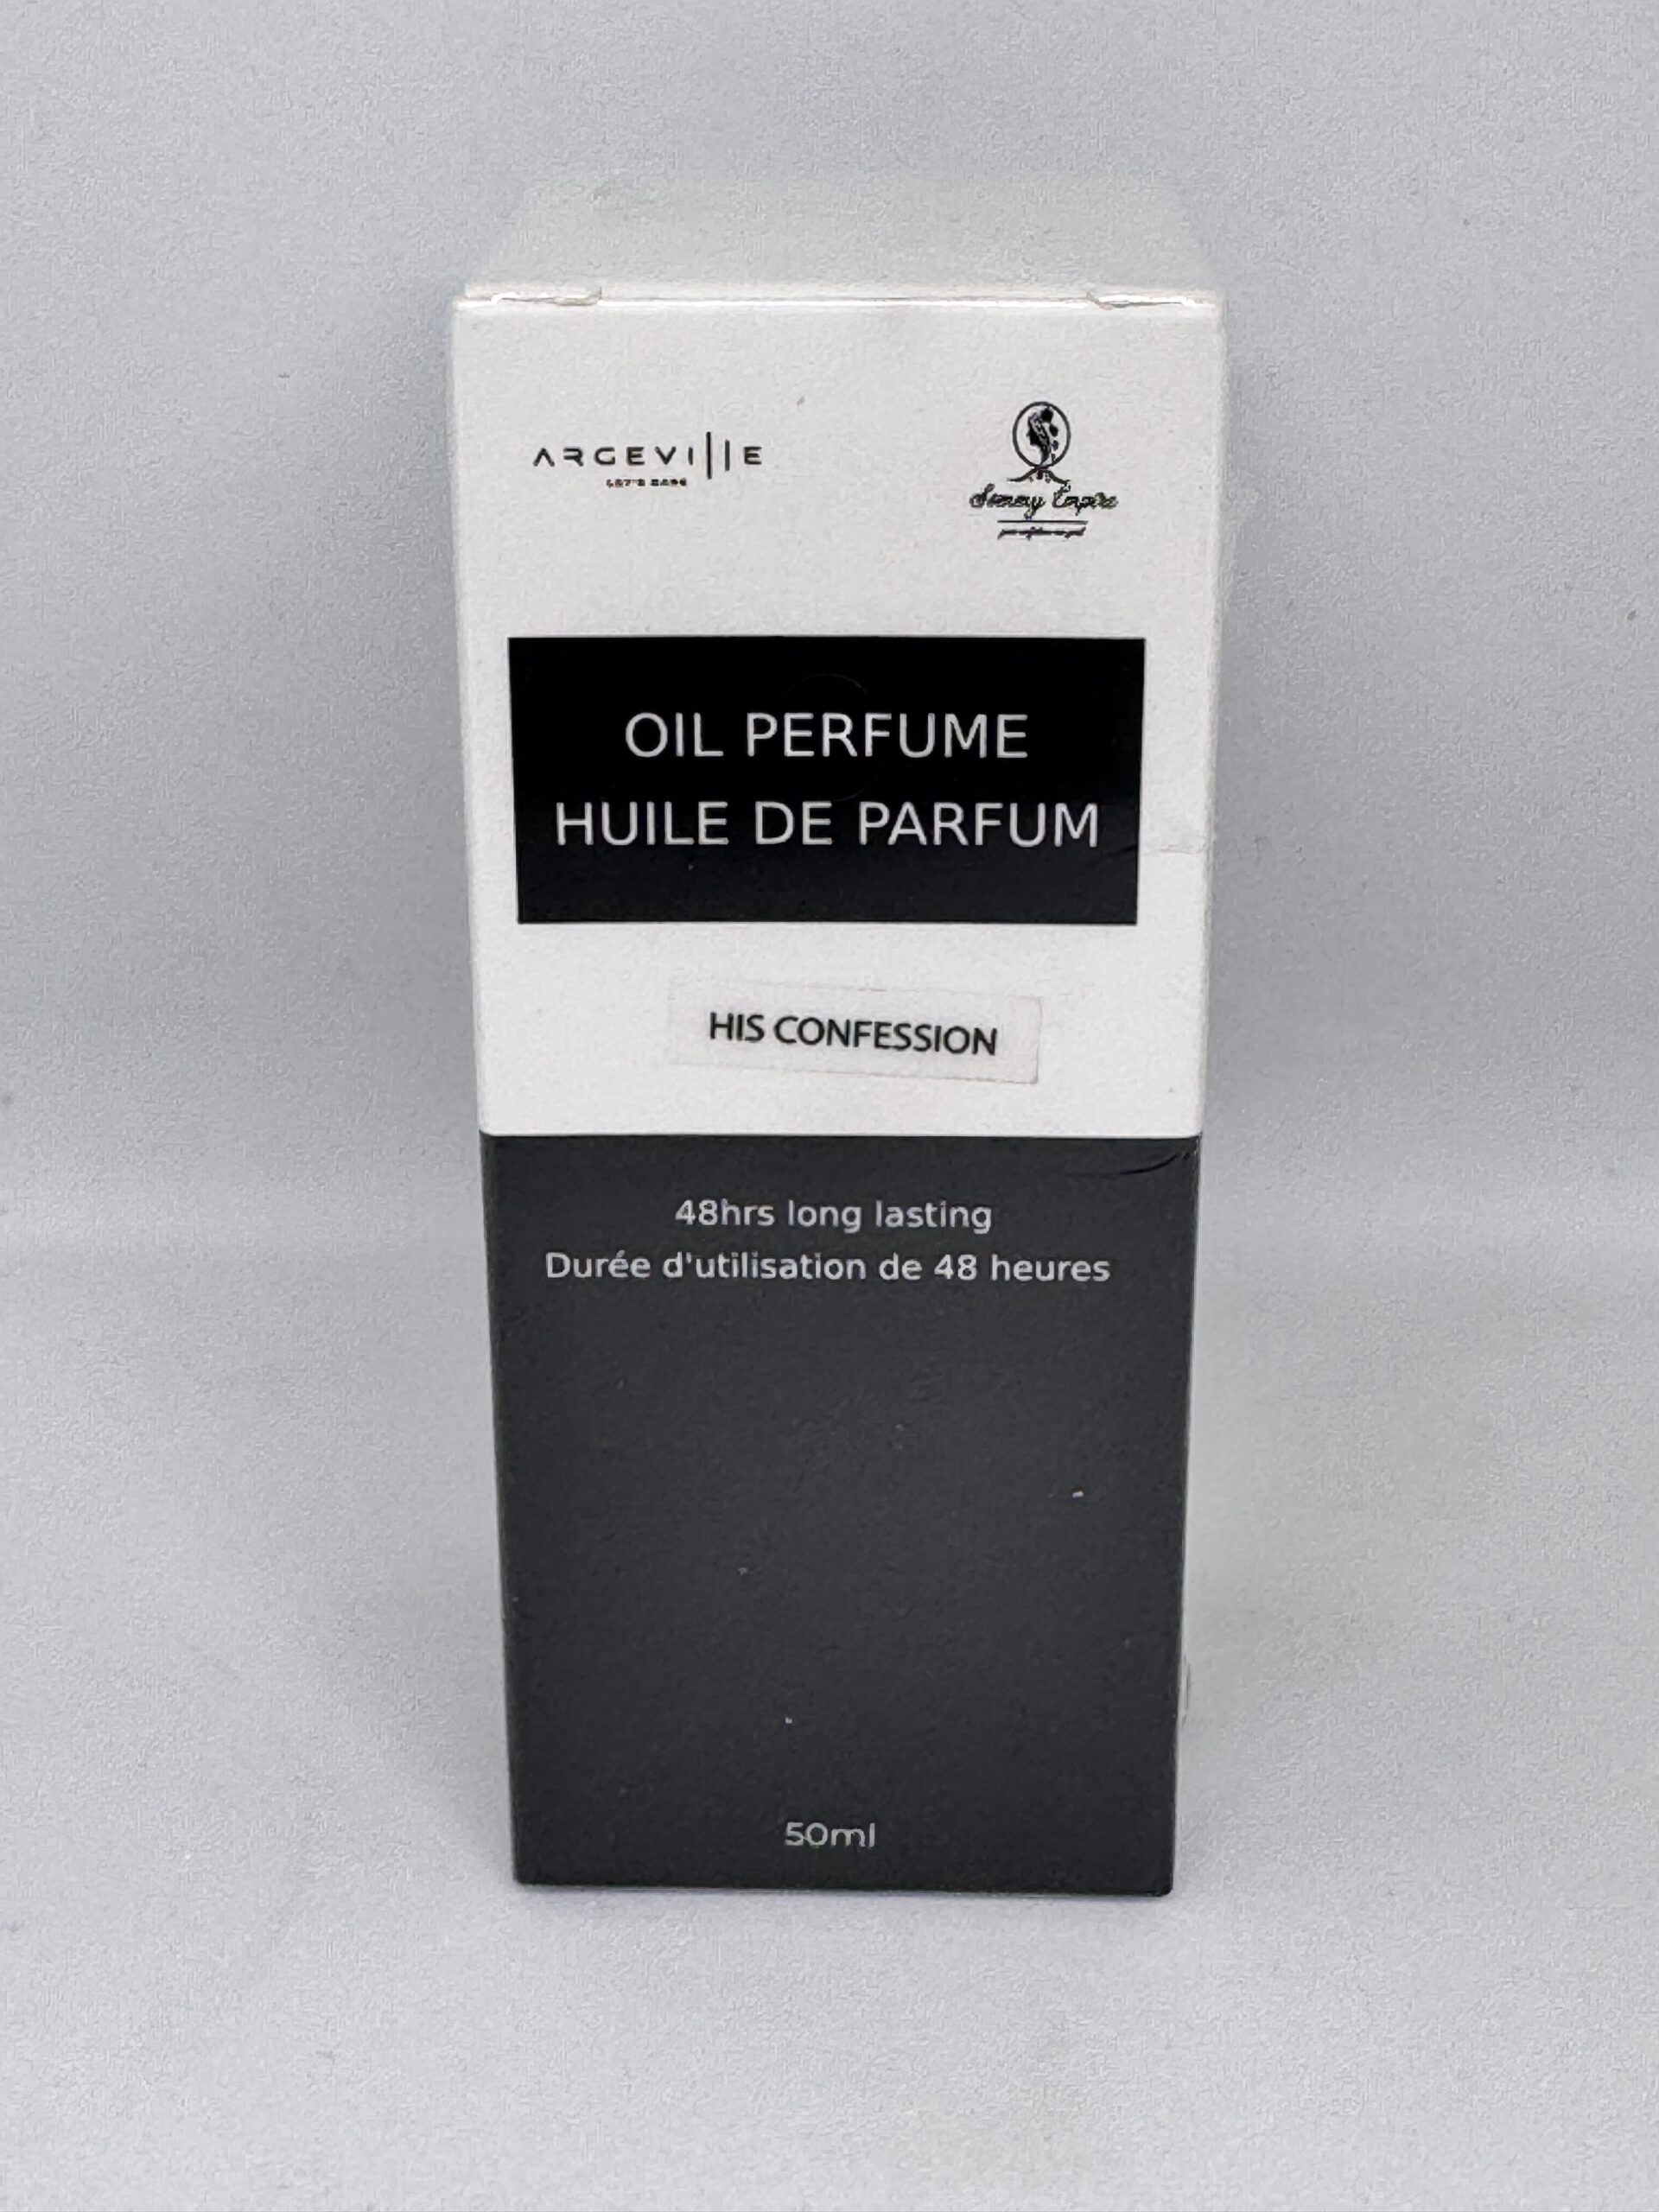 ARGEVILLE
OIL PERFUME
HUILE DE PARFUM
HIS CONFESSION
48hrs long lasting
Durée d'utilisation de 48 heures
50ml